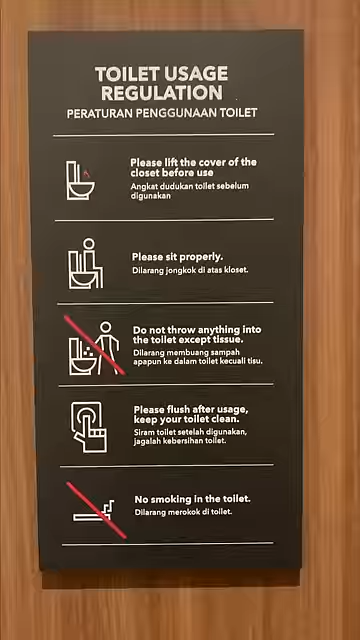 TOILET USAGE
REGULATION
PERATURAN PENGGUNAAN TOILET
Please lift the cover of the
closet before use
Angkat dudukan toilet sebelum
digunakan
Please sit properly.
Dilarang jongkok di atas kloset.
Do not throw anything into
the toilet except tissue.
Dilarang membuang sampah
apapun ke dalam toilet kecuali tisu.
Please flush after usage,
keep your toilet clean.
Siram toilet setelah digunakan,
jagalah kebersihan toilet.
No smoking in the toilet.
Dilarang merokok di toilet.